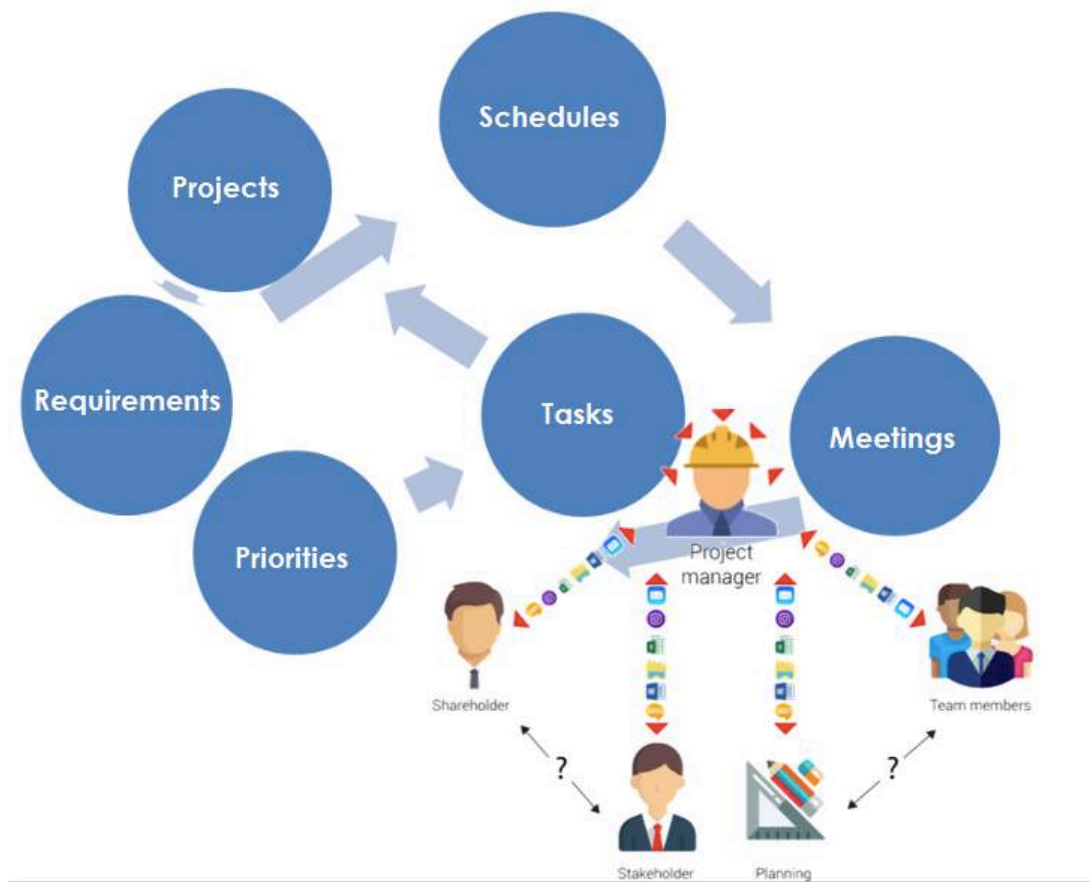 Schedules
Projects
Requirements
Tasks
Meetings
Priorities
Project
manager
Shareholder
Team members
?
?
Stakeholder
Planning